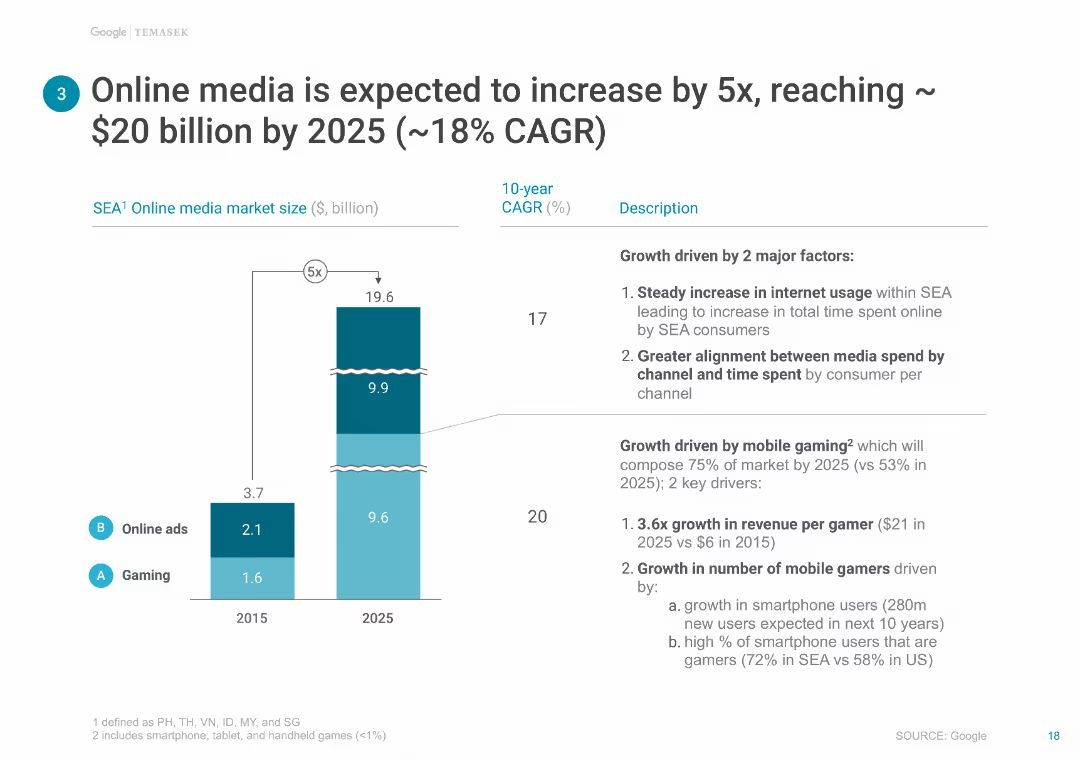 Google | TEMASEK
3
Online media is expected to increase by 5x, reaching ~
$20 billion by 2025 (~18% CAGR)
SEA¹ Online media market size ($, billion)
10-year
CAGR (%)
Description
5x
19.6
9.9
9.6
3.7
2.1
1.6
B Online ads
A Gaming
2015
2025
17
Growth driven by 2 major factors:
1. Steady increase in internet usage within SEA
leading to increase in total time spent online
by SEA consumers
2. Greater alignment between media spend by
channel and time spent by consumer per
channel
20
Growth driven by mobile gaming² which will
compose 75% of market by 2025 (vs 53% in
2025); 2 key drivers:
1. 3.6x growth in revenue per gamer ($21 in
2025 vs $6 in 2015)
2. Growth in number of mobile gamers driven
by:
a. growth in smartphone users (280m
new users expected in next 10 years)
b. high % of smartphone users that are
gamers (72% in SEA vs 58% in US)
1 defined as PH, TH, VN, ID, MY, and SG
2 includes smartphone, tablet, and handheld games (<1%)
SOURCE: Google
18